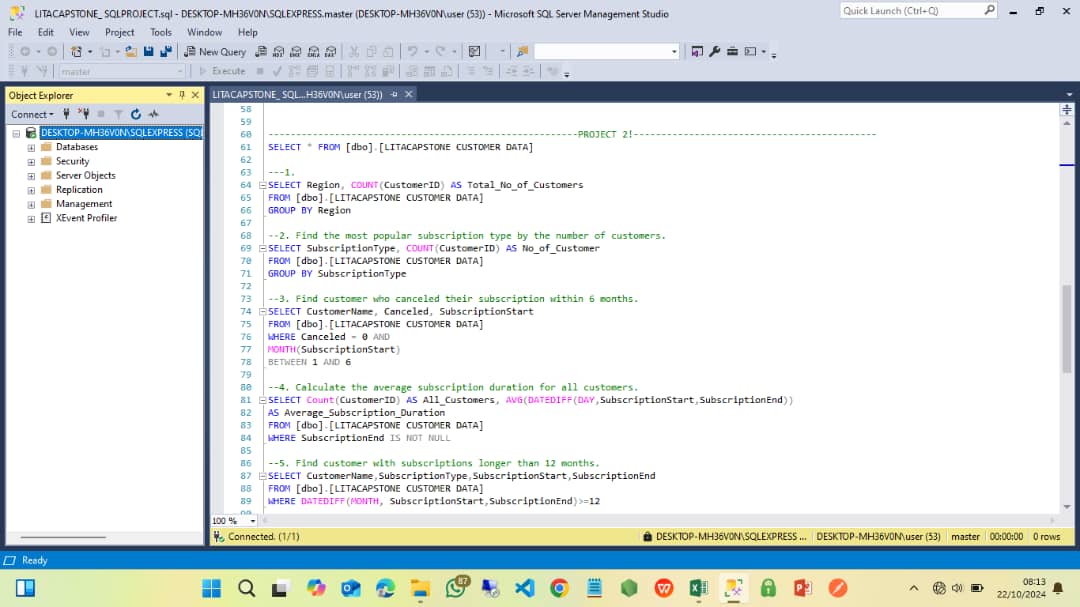 LITACAPSTONE_ SQLPROJECT.sql - DESKTOP-MH36V0N\SQLEXPRESS.master (DESKTOP-MH36V0N\user (53)) - Microsoft SQL Server Management Studio
Quick Launch (Ctrl+Q)
File Edit View Project Tools Window Help
New Query
master
Execute
Object Explorer
LITACAPSTONE_ SQL...H36V0N\user (53))
Connect
DESKTOP-MH36V0N\SQLEXPRESS (SQL
Databases
Security
Server Objects
Replication
Management
XEvent Profiler
58
59
60 ---------------------------------------------------------------------PROJECT 2!------------------------------------------------------
61 SELECT * FROM [dbo].[LITACAPSTONE CUSTOMER DATA]
62
63 ---1.
64 SELECT Region, COUNT(CustomerID) AS Total_No_of_Customers
65 FROM [dbo].[LITACAPSTONE CUSTOMER DATA]
66 GROUP BY Region
67
68 --2. Find the most popular subscription type by the number of customers.
69 SELECT SubscriptionType, COUNT(CustomerID) AS No_of_Customer
70 FROM [dbo].[LITACAPSTONE CUSTOMER DATA]
71 GROUP BY SubscriptionType
72
73 --3. Find customer who canceled their subscription within 6 months.
74 SELECT CustomerName, Canceled, SubscriptionStart
75 FROM [dbo].[LITACAPSTONE CUSTOMER DATA]
76 WHERE Canceled = 0 AND
77 MONTH(SubscriptionStart)
78 BETWEEN 1 AND 6
79
80 --4. Calculate the average subscription duration for all customers.
81 SELECT Count(CustomerID) AS All_Customers, AVG(DATEDIFF(DAY,SubscriptionStart,SubscriptionEnd))
82 AS Average_Subscription_Duration
83 FROM [dbo].[LITACAPSTONE CUSTOMER DATA]
84 WHERE SubscriptionEnd IS NOT NULL
85
86 --5. Find customer with subscriptions longer than 12 months.
87 SELECT CustomerName,SubscriptionType,SubscriptionStart,SubscriptionEnd
88 FROM [dbo].[LITACAPSTONE CUSTOMER DATA]
89 WHERE DATEDIFF(MONTH, SubscriptionStart,SubscriptionEnd)>=12
100 %
Connected. (1/1)
DESKTOP-MH36V0N\SQLEXPRESS ... DESKTOP-MH36V0N\user (53) master 00:00:00 0 rows
Ready
87
08:13
22/10/2024